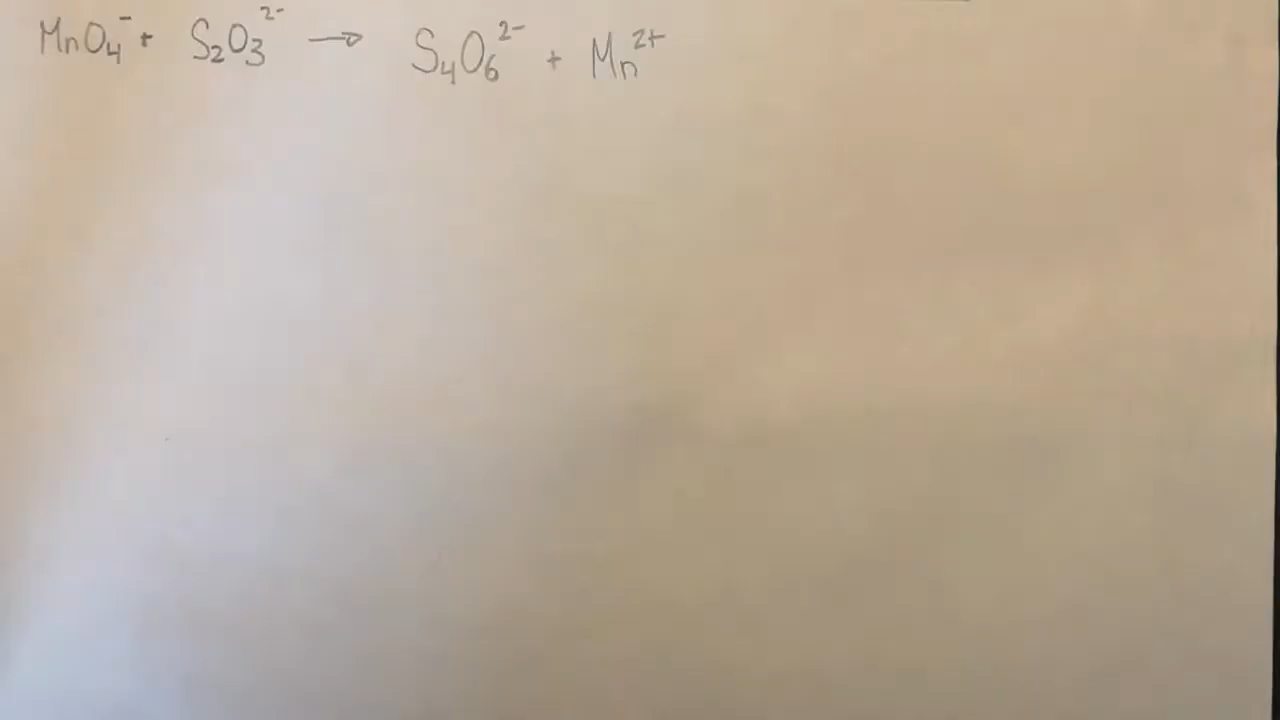 MnO₄⁻ + S₂O₃²⁻ → S₄O₆²⁻ + Mn²⁺